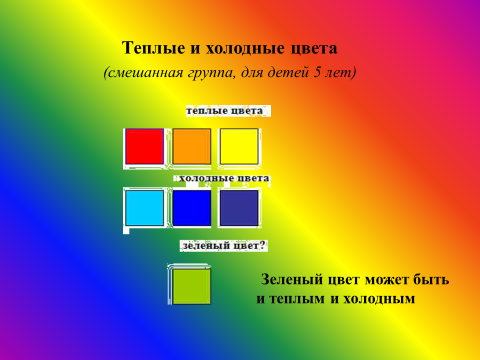 Теплые и холодные цвета
(смешанная группа, для детей 5 лет)
теплые цвета
холодные цвета
зеленый цвет?
Зеленый цвет может быть
и теплым и холодным